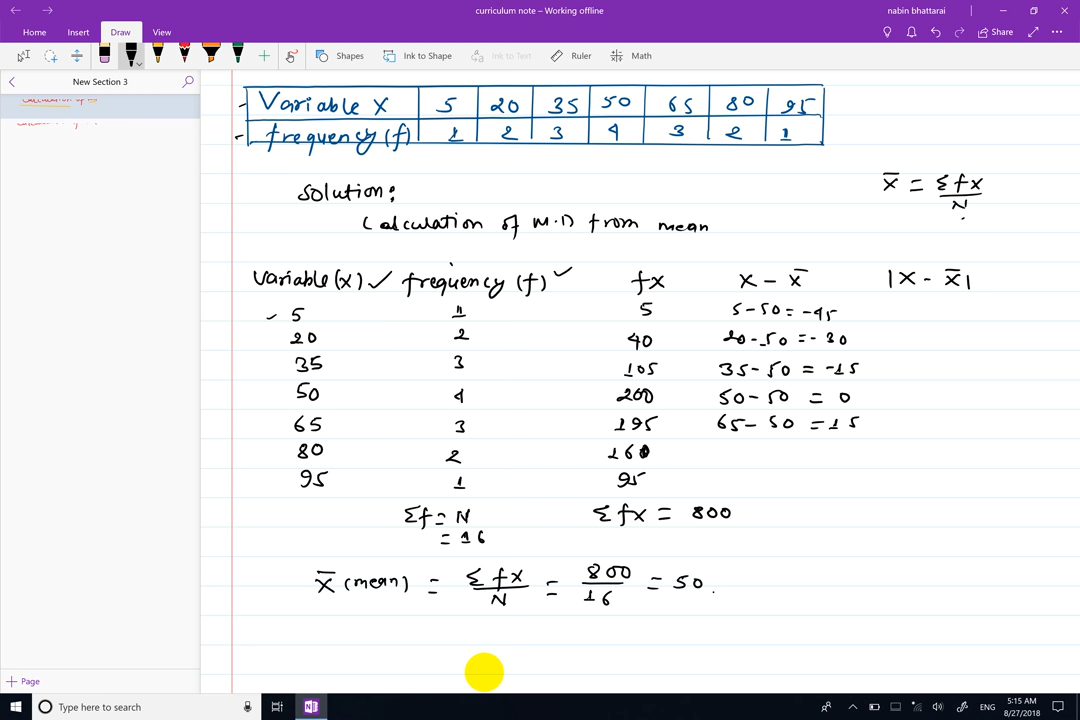 curriculum note – Working offline
nabin bhattarai
Home Insert Draw View
Share
Shapes Ink to Shape Ink to Text Ruler Math
New Section 3
Variable X 5 20 35 50 65 80 95
frequency (f) 1 2 3 4 3 2 1
Solution:
Calculation of M.D from mean
x̄ = Σfx/N
Variable(x) ✓ frequency (f) ✓ fx x - x̄ |x - x̄|
5 1 5 5-50 = -45
20 2 40 20-50 = -30
35 3 105 35-50 = -15
50 4 200 50-50 = 0
65 3 195 65-50 = 15
80 2 160
95 1 95
Σf = N Σfx = 800
= 16
x̄ (mean) = Σfx/N = 800/16 = 50.
Page
Type here to search
ENG
5:15 AM
8/27/2018